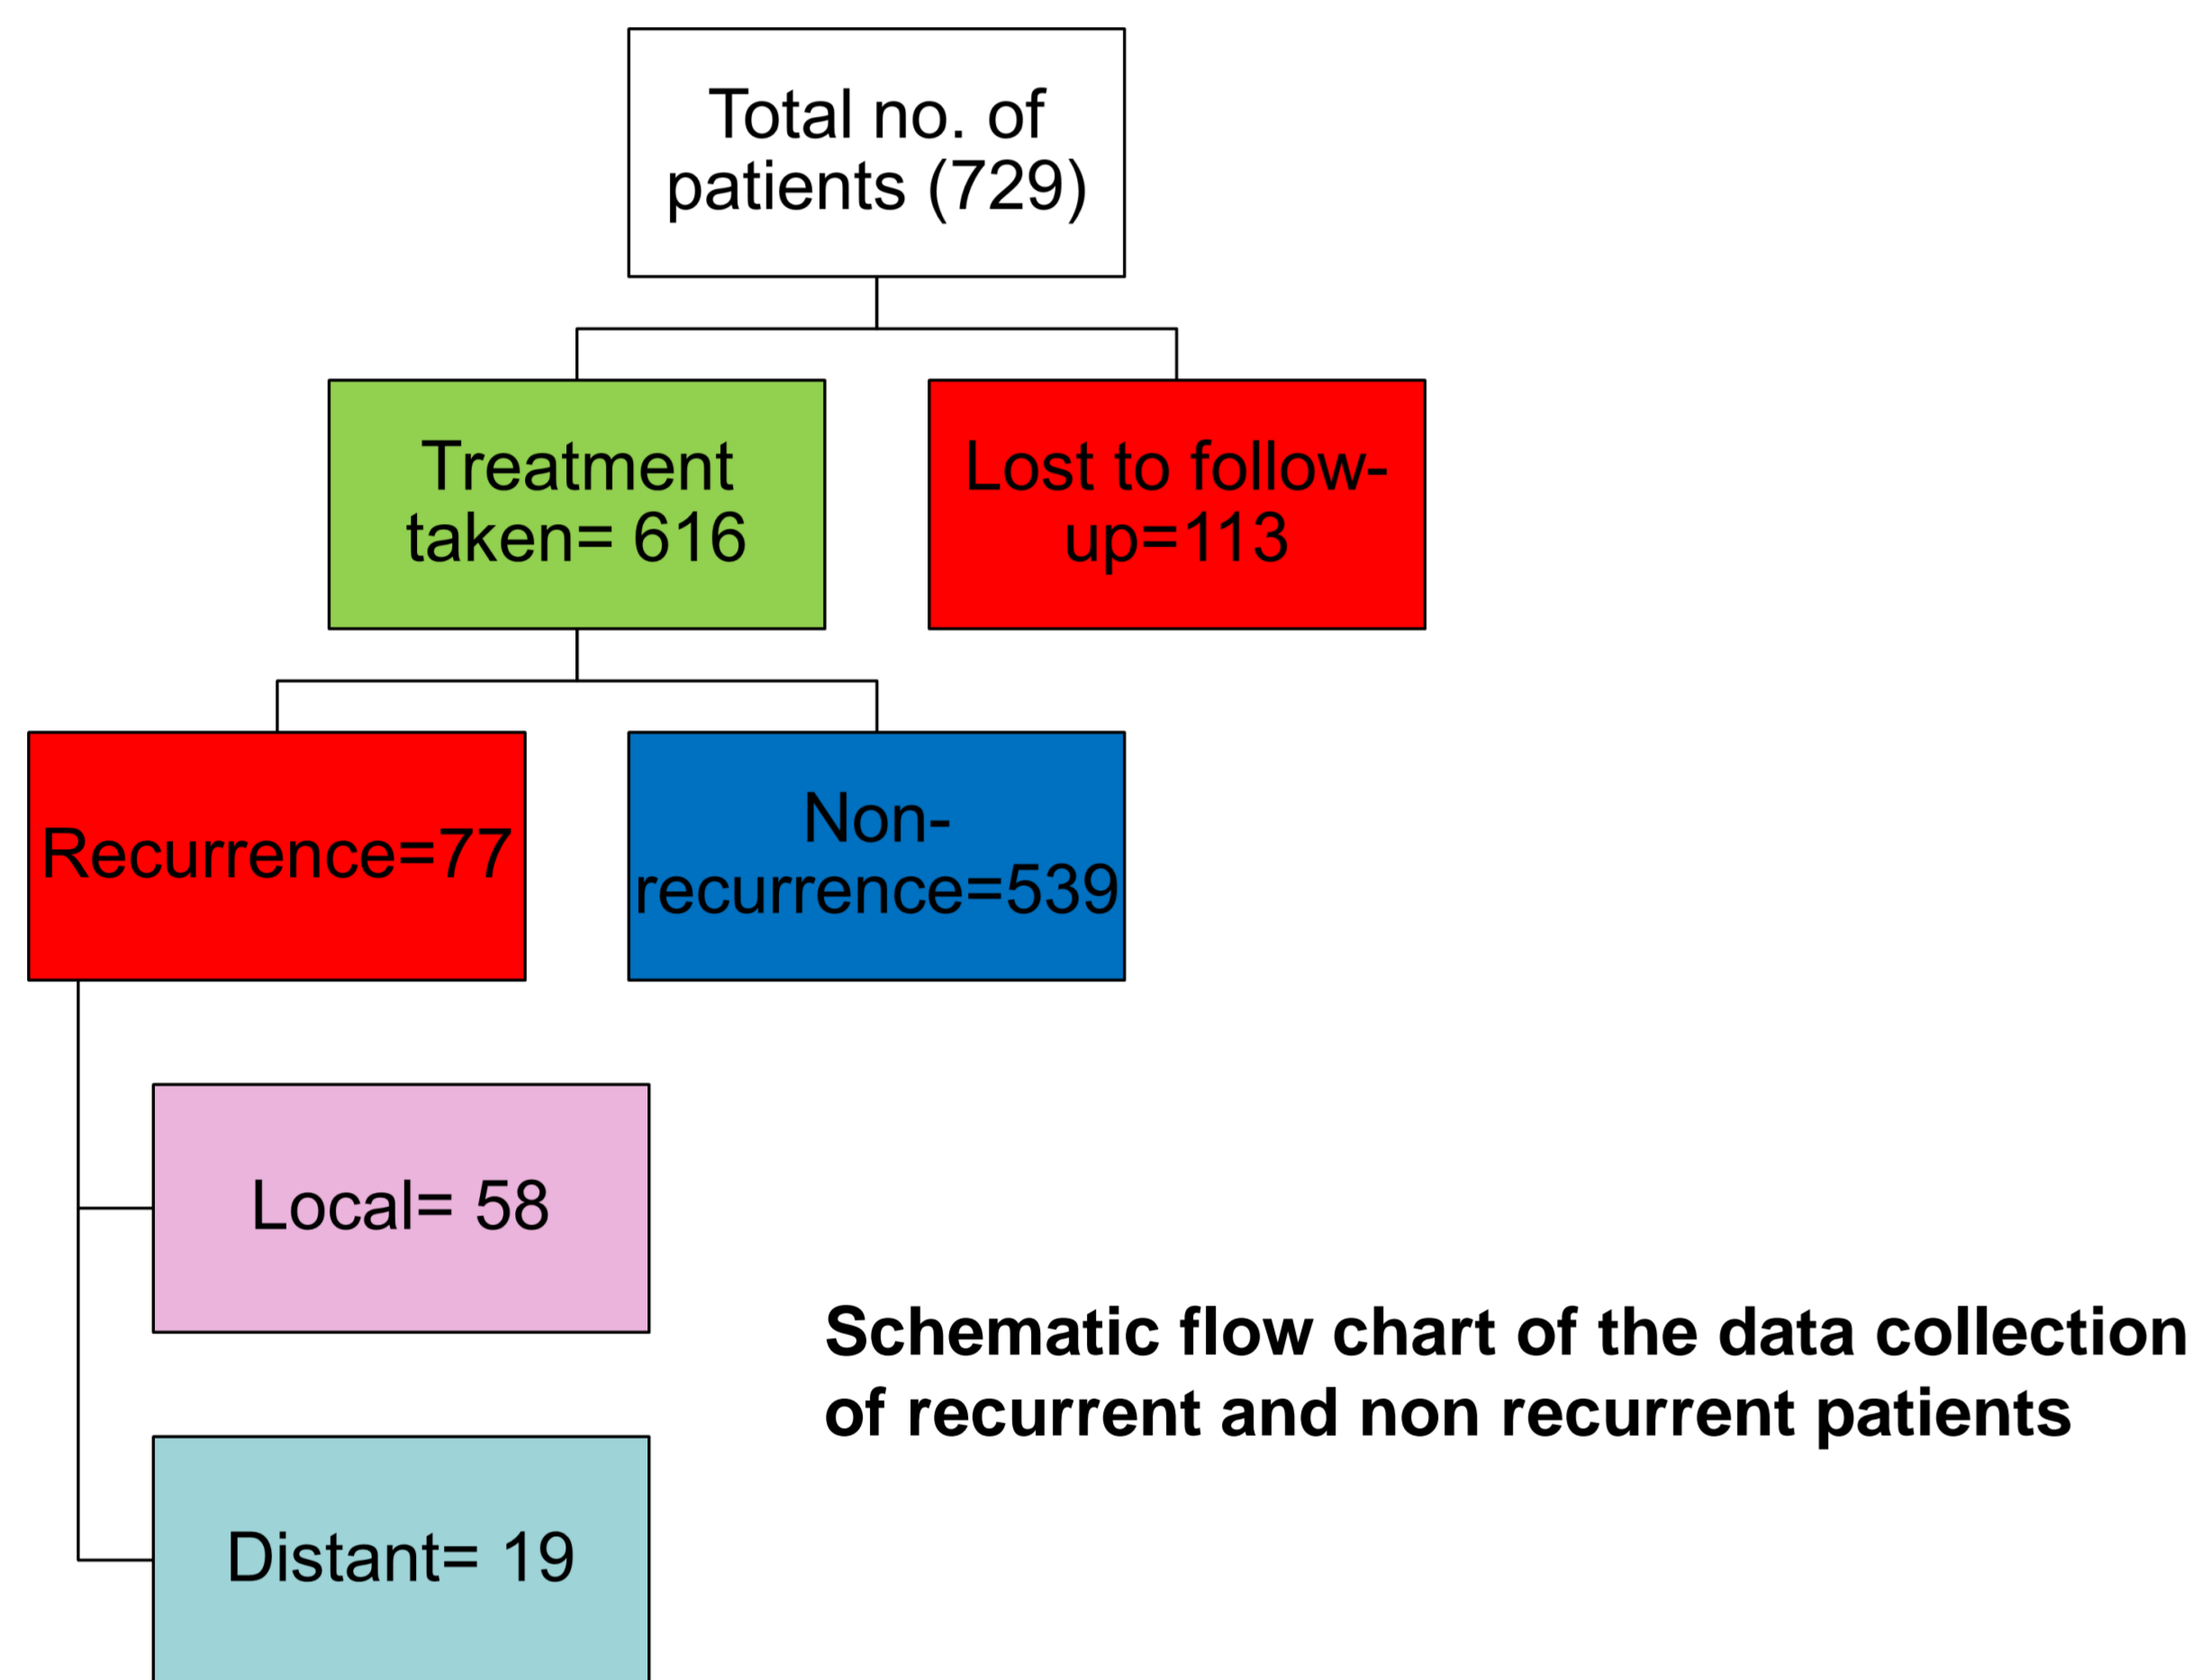 Total no. of
patients (729)
Treatment
taken= 616
Lost to follow-
up=113
Recurrence=77
Non-
recurrence=539
Local= 58
Distant= 19
Schematic flow chart of the data collection
of recurrent and non recurrent patients